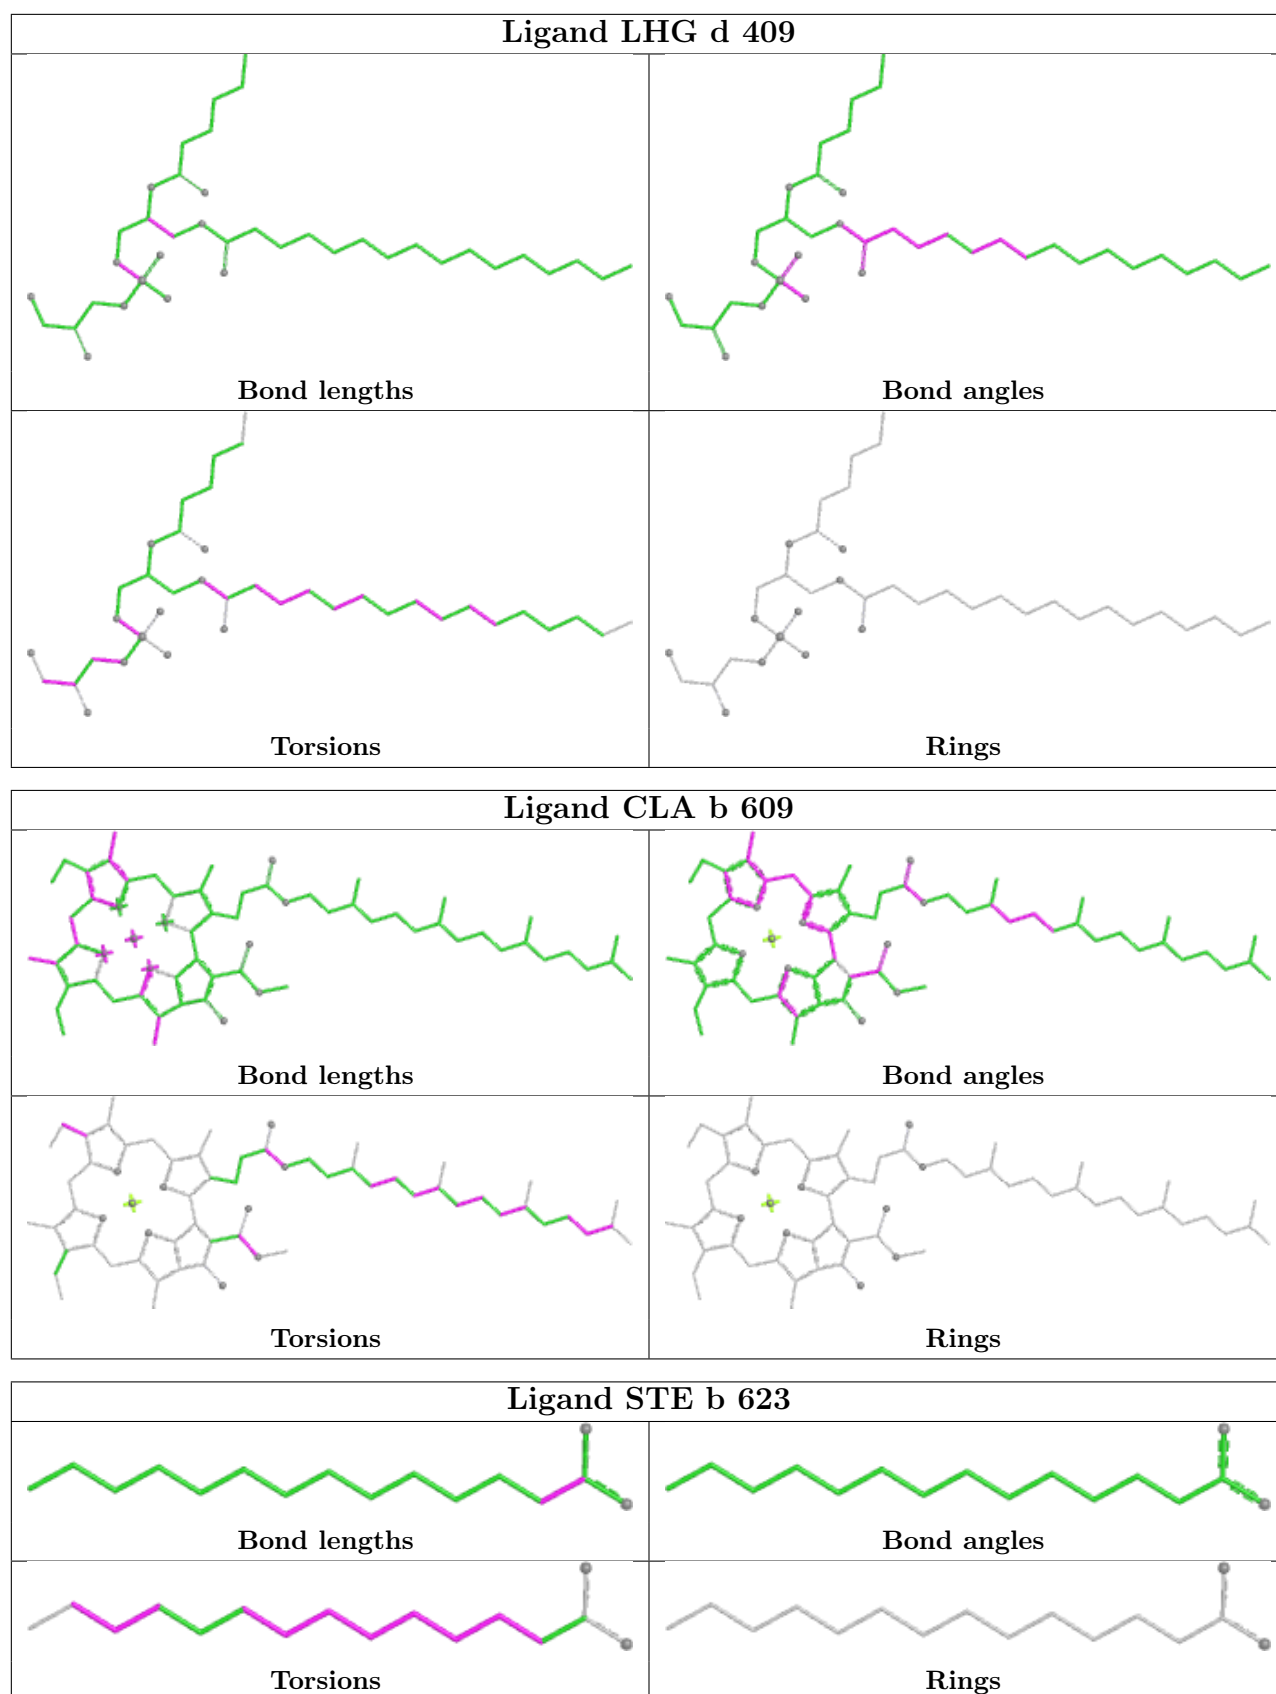 Ligand LHG d 409
Bond lengths
Bond angles
Torsions
Rings
Ligand CLA b 609
Bond lengths
Bond angles
Torsions
Rings
Ligand STE b 623
Bond lengths
Bond angles
Torsions
Rings